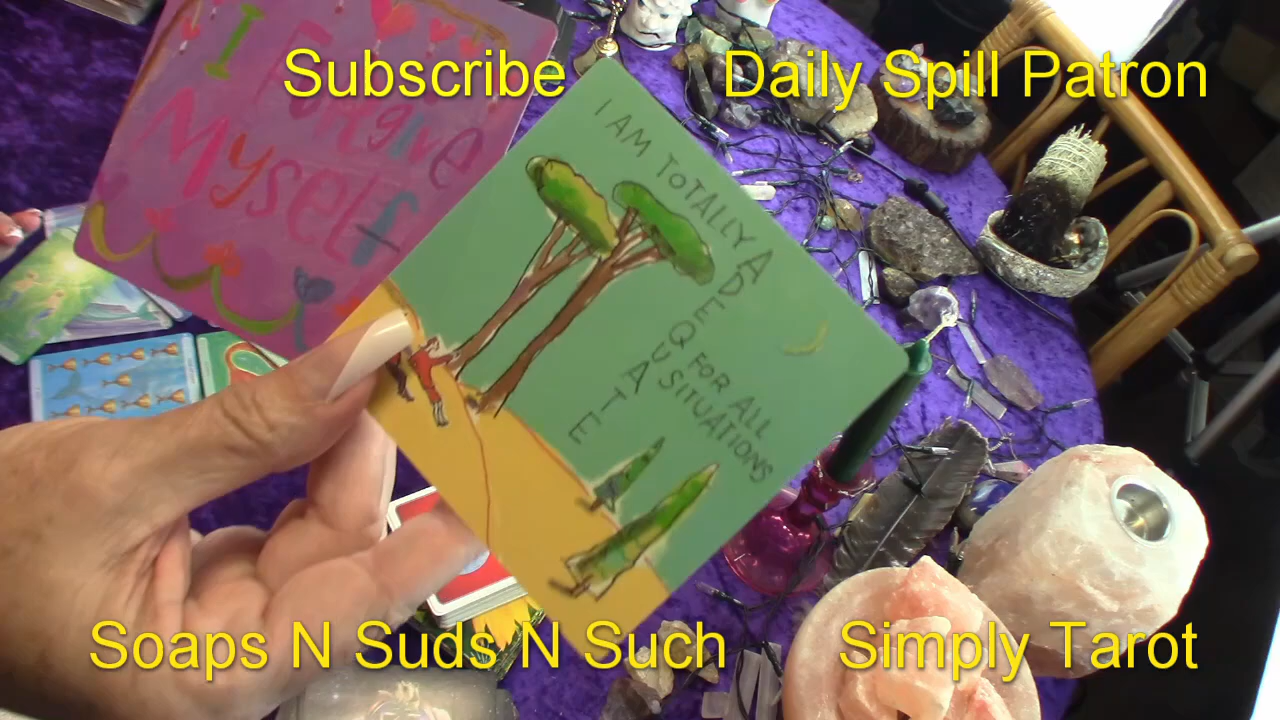 Subscribe
Daily Spill Patron
I Forgive
Myself
I AM TOTALLY ADEQUATE
FOR ALL
SITUATIONS
Soaps N Suds N Such
Simply Tarot